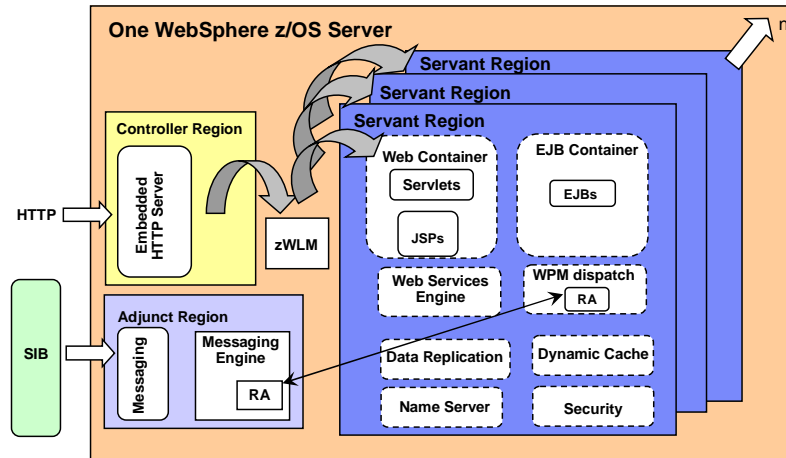 One WebSphere z/OS Server
n
Servant Region
Servant Region
Servant Region
Controller Region
Embedded
HTTP Server
HTTP
zWLM
Web Container
Servlets
JSPs
EJB Container
EJBs
Web Services
Engine
WPM dispatch
RA
SIB
Adjunct Region
Messaging
Messaging
Engine
RA
Data Replication
Dynamic Cache
Name Server
Security